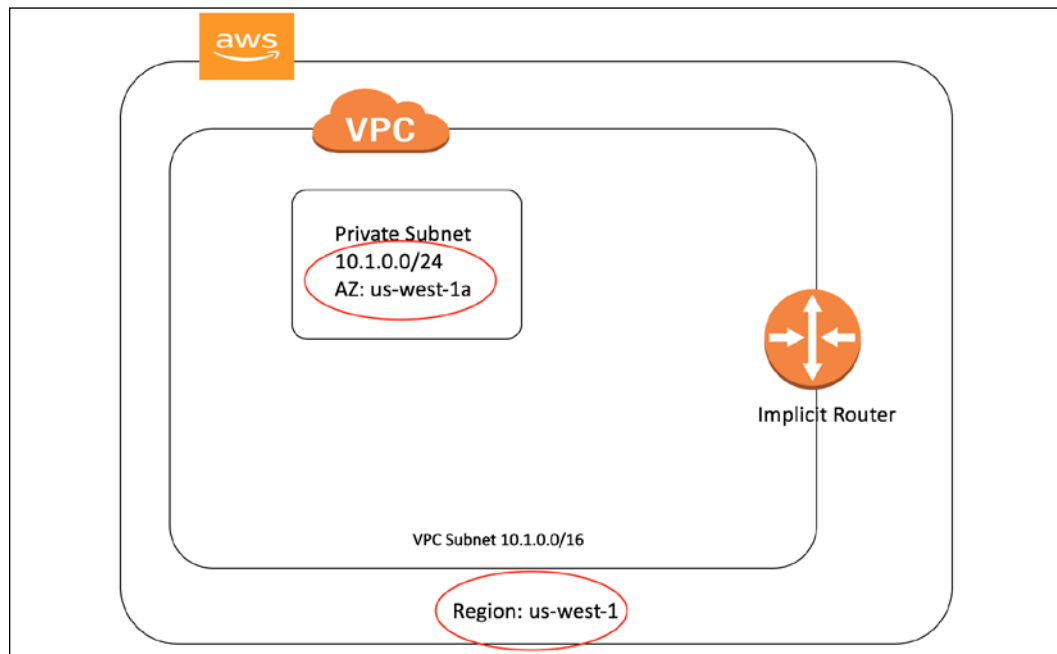 aws
VPC
Private Subnet
10.1.0.0/24
AZ: us-west-1a
Implicit Router
VPC Subnet 10.1.0.0/16
Region: us-west-1